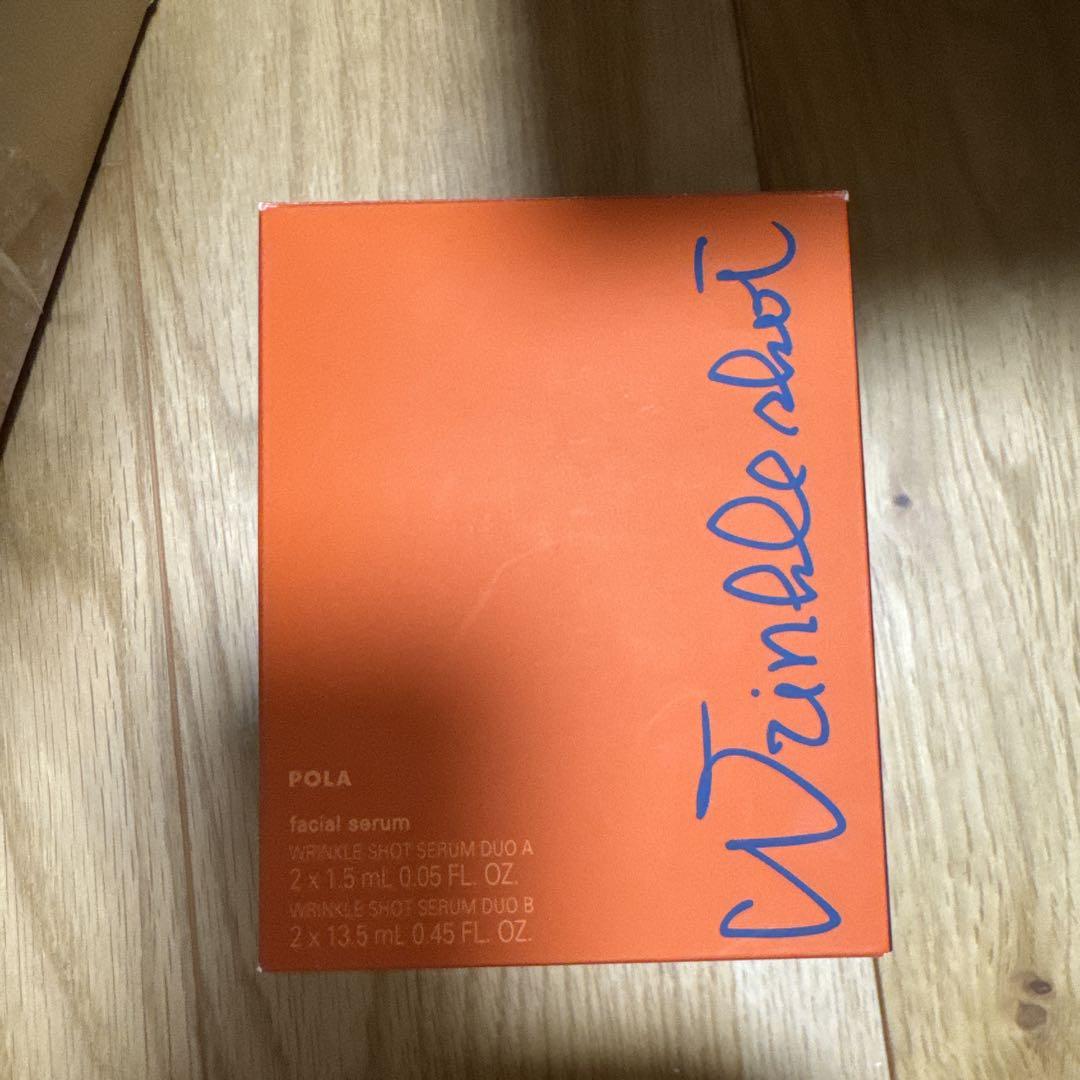 Wrinkle shot
POLA
facial serum
WRINKLE SHOT SERUM DUO A
2 x 1.5 mL 0.05 FL. OZ.
WRINKLE SHOT SERUM DUO B
2 x 13.5 mL 0.45 FL. OZ.